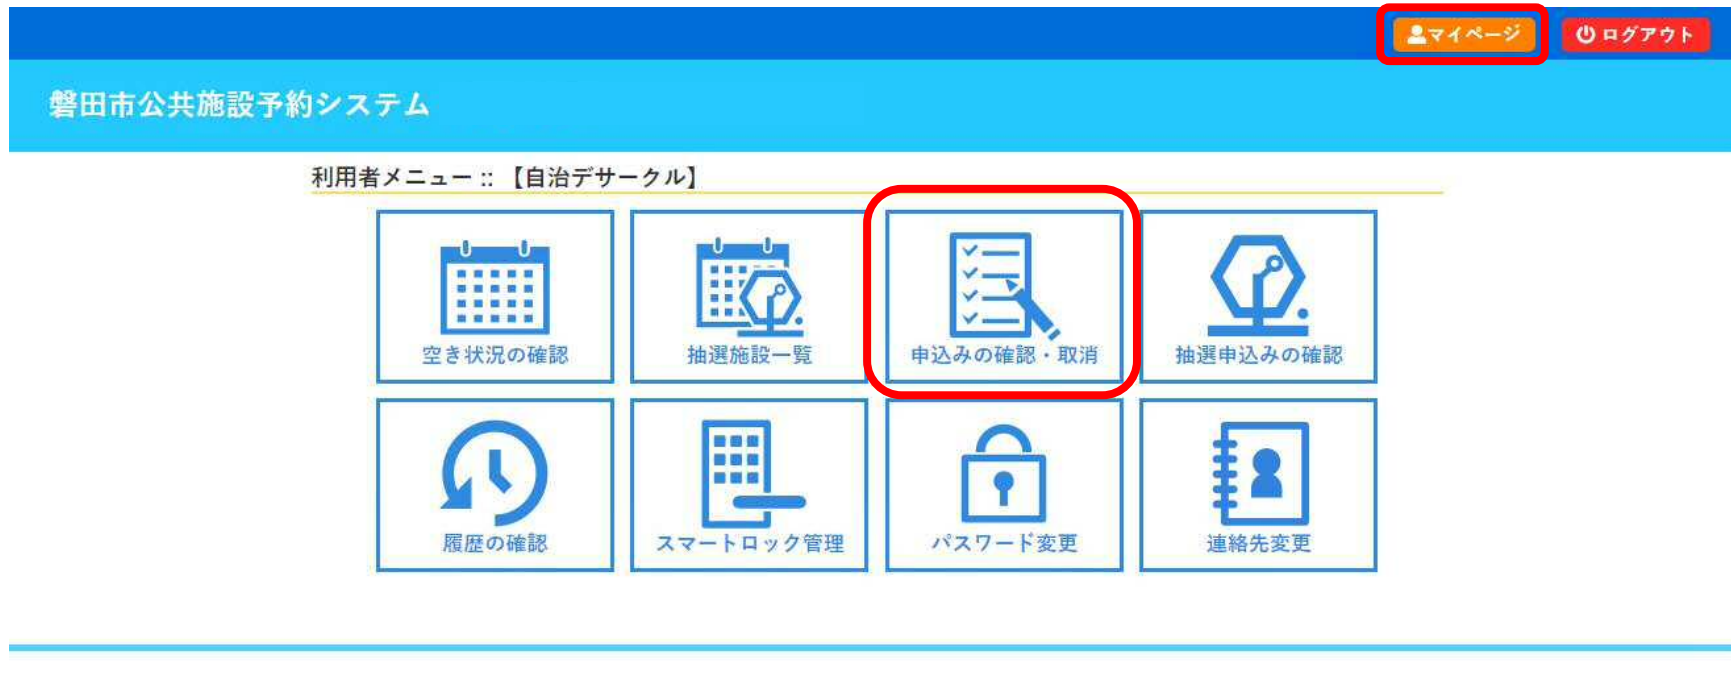 マイページ ログアウト
磐田市公共施設予約システム
利用者メニュー :: 【自治デサークル】
空き状況の確認 抽選施設一覧 申込みの確認・取消 抽選申込みの確認
履歴の確認 スマートロック管理 パスワード変更 連絡先変更